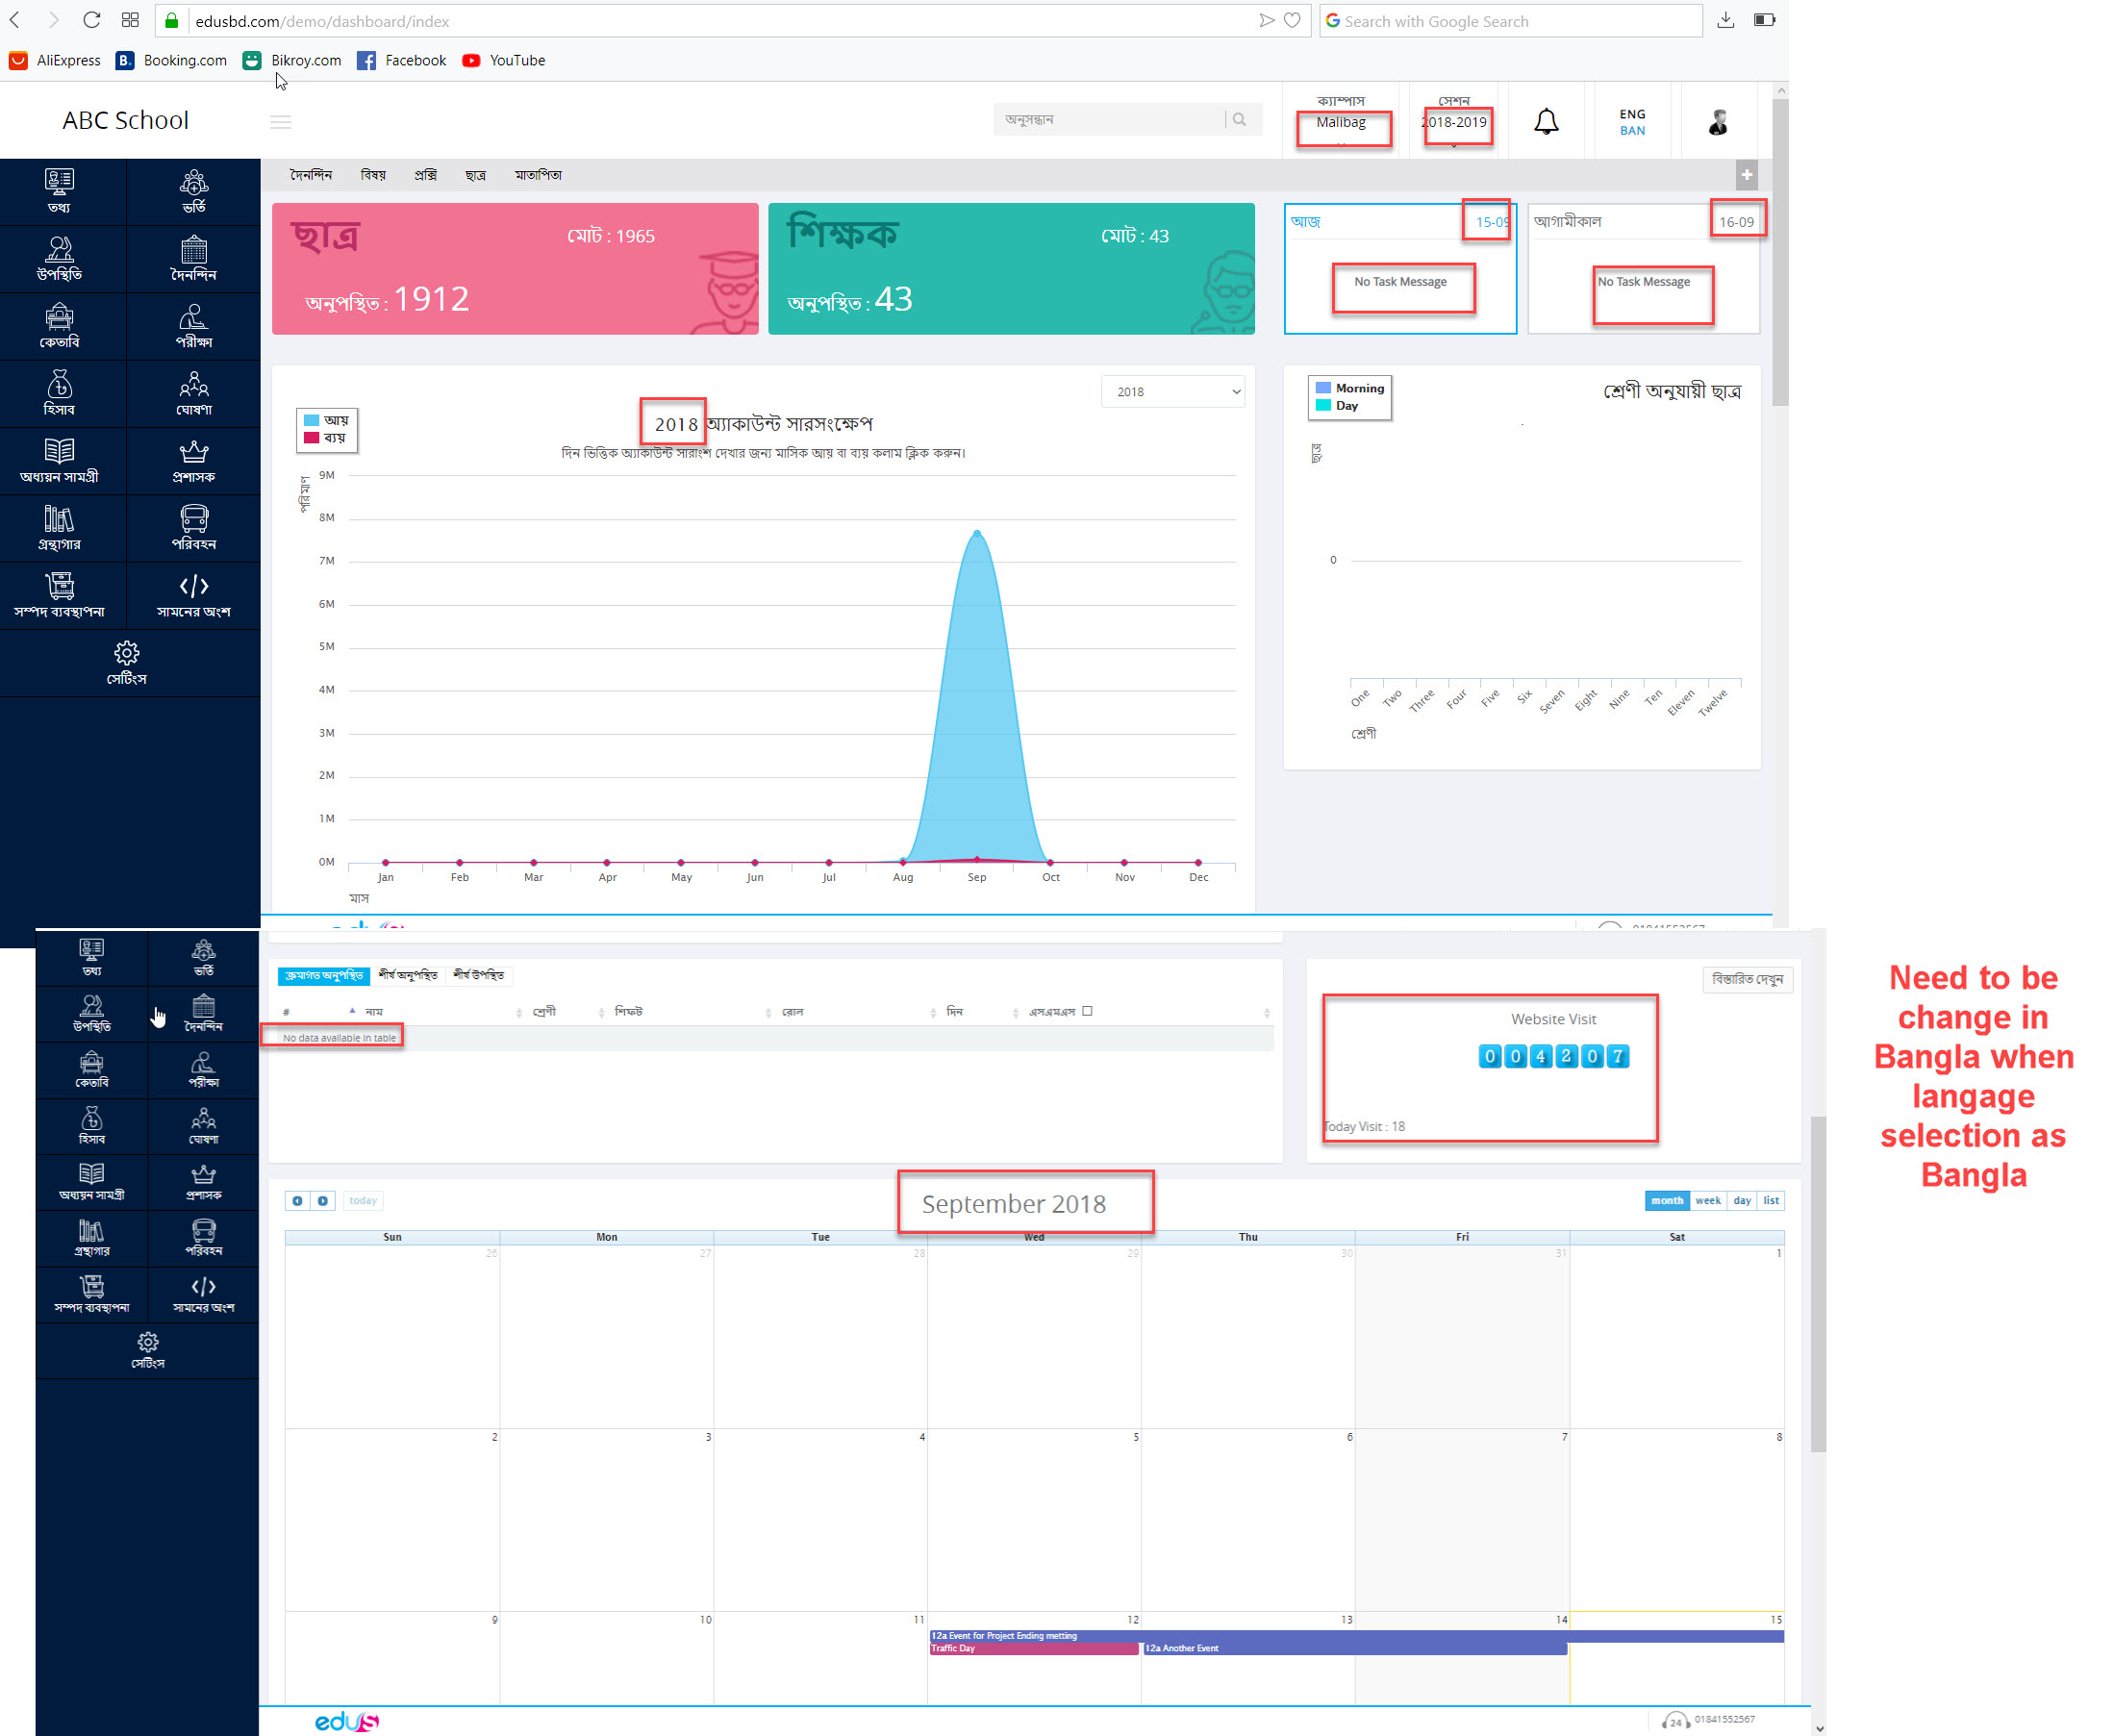 edusbd.com/demo/dashboard/index
Search with Google Search
AliExpress
Booking.com
Bikroy.com
Facebook
YouTube
ABC School
অনুসন্ধান
ক্যাম্পাস
Malibag
সেশন
2018-2019
ENG
BAN
তথ্য
ভর্তি
উপস্থিতি
দৈনন্দিন
কেতাবি
পরীক্ষা
হিসাব
ঘোষণা
অধ্যয়ন সামগ্রী
প্রশাসক
গ্রন্থাগার
পরিবহন
সম্পদ ব্যবস্থাপনা
সামনের অংশ
সেটিংস
দৈনন্দিন
বিষয়
প্রক্সি
ছাত্র
মাতাপিতা
ছাত্র
মোট : 1965
অনুপস্থিত : 1912
শিক্ষক
মোট : 43
অনুপস্থিত : 43
আজ
15-09
No Task Message
আগামীকাল
16-09
No Task Message
2018
আয়
ব্যয়
2018 অ্যাকাউন্ট সারসংক্ষেপ
দিন ভিত্তিক অ্যাকাউন্ট সারাংশ দেখার জন্য মাসিক আয় বা ব্যয় কলাম ক্লিক করুন।
পরিমাণ
9M
8M
7M
6M
5M
4M
3M
2M
1M
0M
Jan Feb Mar Apr May Jun Jul Aug Sep Oct Nov Dec
মাস
Morning
Day
শ্রেণী অনুযায়ী ছাত্র
ছাত্র
0
One Two Three Four Five Six Seven Eight Nine Ten Eleven Twelve
শ্রেণী
তথ্য
ভর্তি
উপস্থিতি
দৈনন্দিন
কেতাবি
পরীক্ষা
হিসাব
ঘোষণা
অধ্যয়ন সামগ্রী
প্রশাসক
গ্রন্থাগার
পরিবহন
সম্পদ ব্যবস্থাপনা
সামনের অংশ
সেটিংস
ক্রমাগত অনুপস্থিত
শীর্ষ অনুপস্থিত
শীর্ষ উপস্থিত
# নাম শ্রেণী শিফট রোল দিন এসএমএস
No data available in table
বিস্তারিত দেখুন
Website Visit
004207
Today Visit : 18
today
September 2018
month week day list
Sun Mon Tue Wed Thu Fri Sat
26 27 28 29 30 31 1
2 3 4 5 6 7 8
9 10 11 12 13 14 15
12a Event for Project Ending metting
Traffic Day
12a Another Event
edus
24
01841552567
Need to be
change in
Bangla when
langage
selection as
Bangla